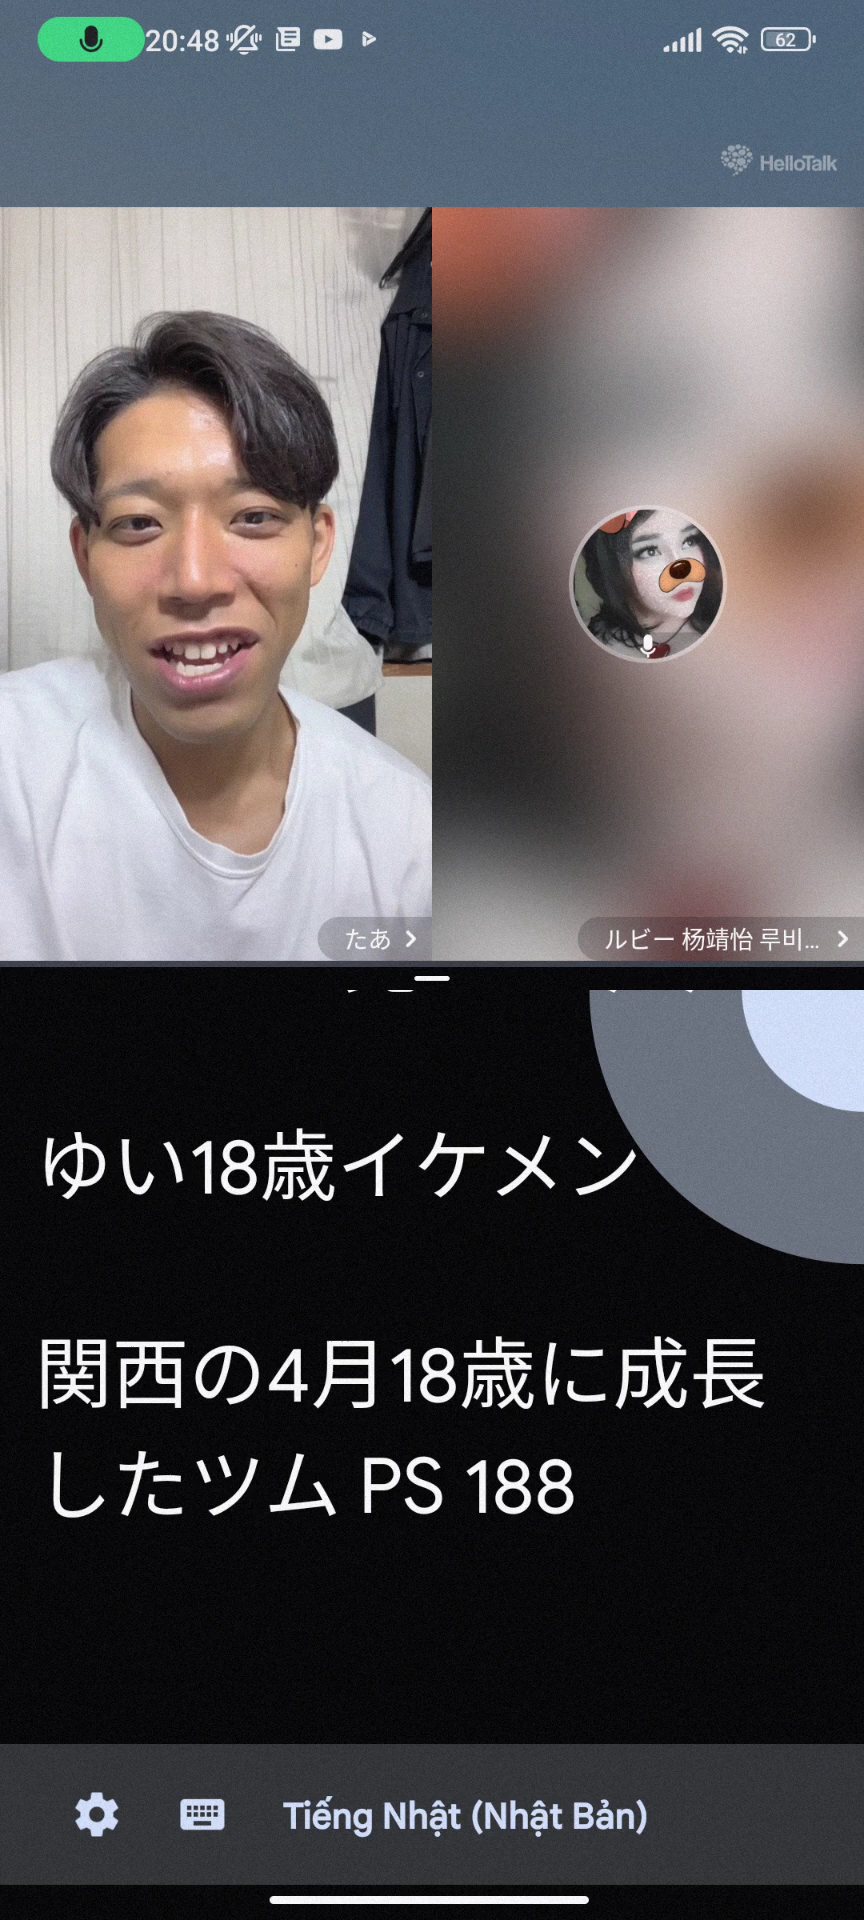 20:48
62
HelloTalk
たあ
ルビー 杨靖怡 루비...
ゆい18歳イケメン
関西の4月18歳に成長
したツム PS 188
Tiếng Nhật (Nhật Bản)